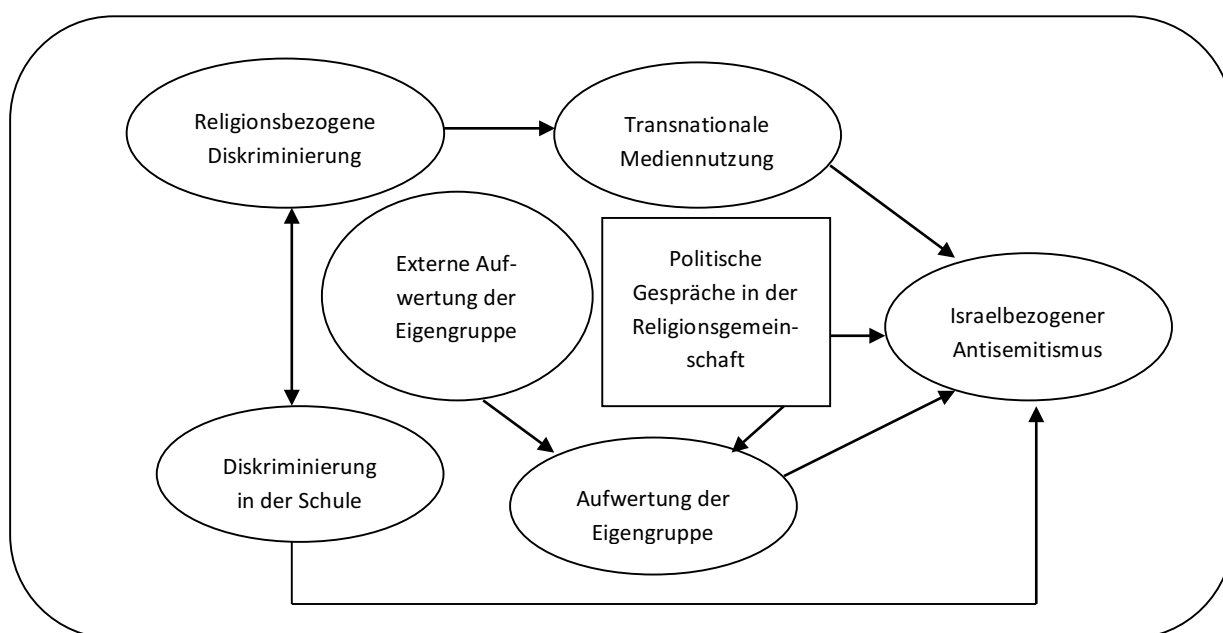 Religionsbezogene
Diskriminierung
Transnationale
Mediennutzung
Externe Auf-
wertung der
Eigengruppe
Politische
Gespräche in der
Religionsgemein-
schaft
Israelbezogener
Antisemitismus
Diskriminierung
in der Schule
Aufwertung der
Eigengruppe